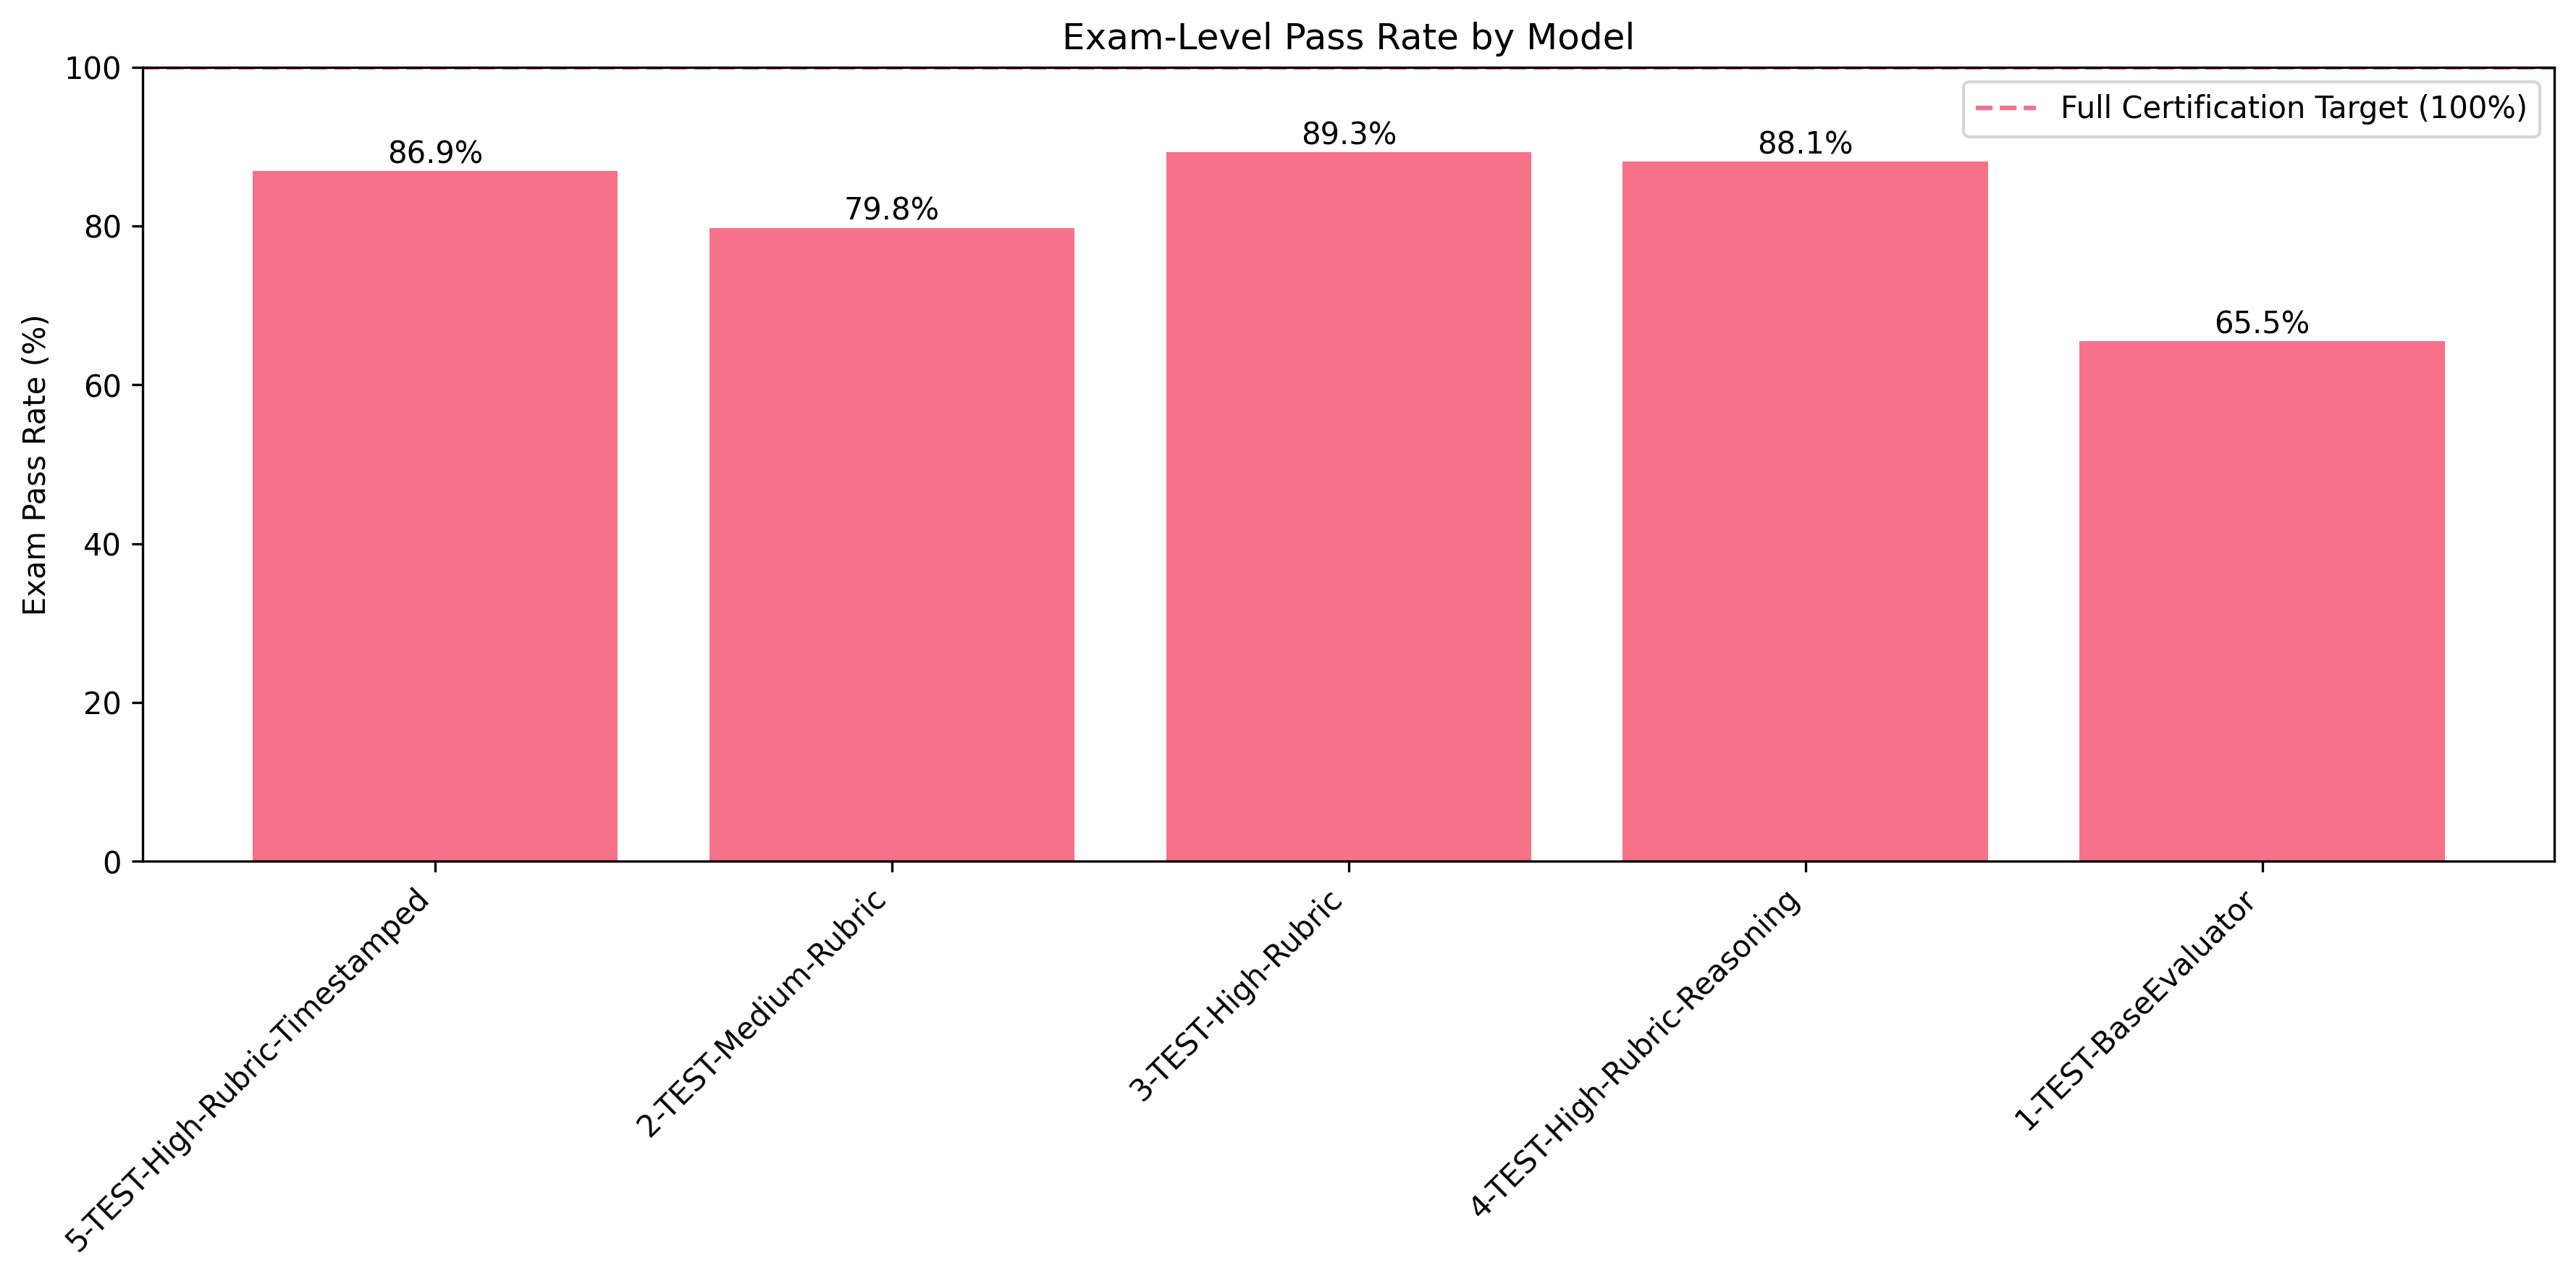 Exam-Level Pass Rate by Model
Full Certification Target (100%)
Exam Pass Rate (%)
100
80
60
40
20
0
86.9%
79.8%
89.3%
88.1%
65.5%
5-TEST-High-Rubric-Timestamped
2-TEST-Medium-Rubric
3-TEST-High-Rubric
4-TEST-High-Rubric-Reasoning
1-TEST-BaseEvaluator